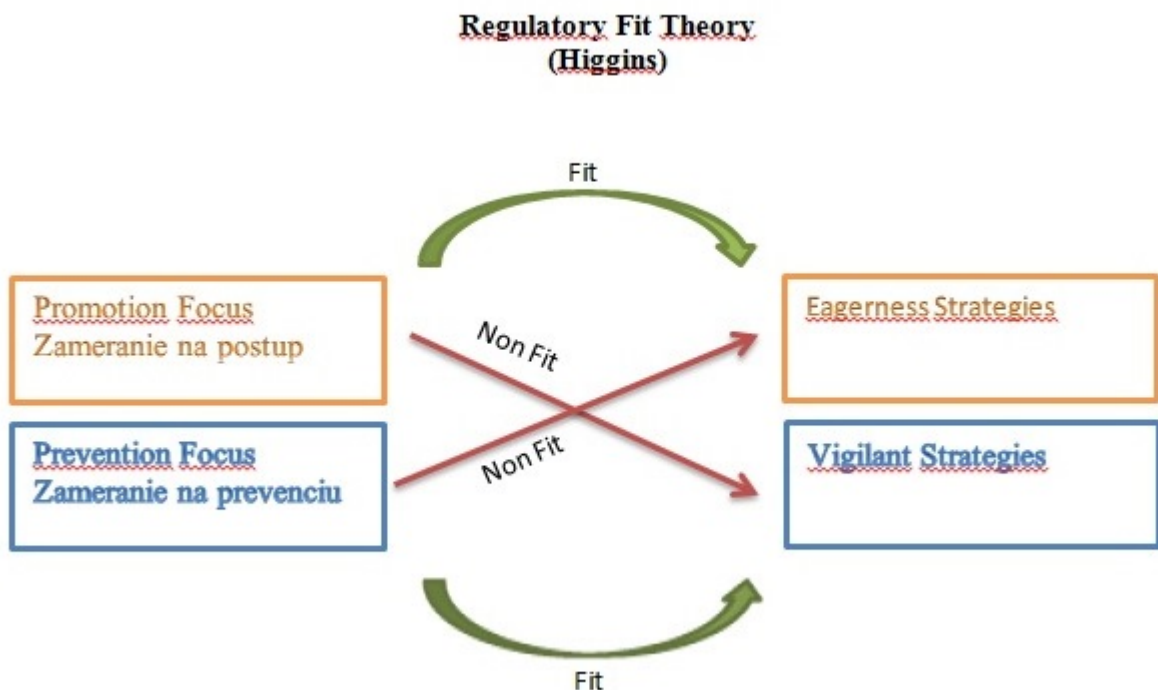 Regulatory Fit Theory
(Higgins)
Fit
Promotion Focus
Zameranie na postup
Non Fit
Eagerness Strategies
Prevention Focus
Zameranie na prevenciu
Non Fit
Vigilant Strategies
Fit